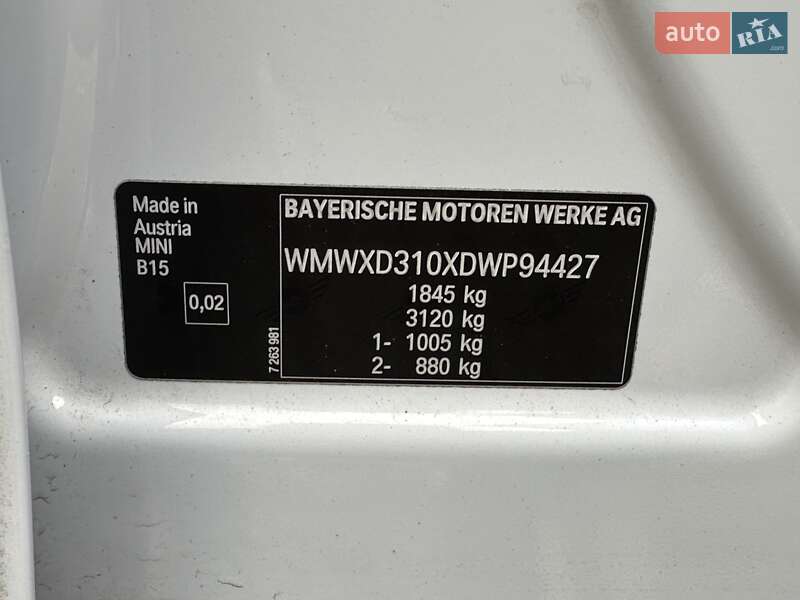 auto RIA.com
Made in
Austria
MINI
B15
0,02
7 263 981
BAYERISCHE MOTOREN WERKE AG
WMWXD310XDWP94427
1845 kg
3120 kg
1- 1005 kg
2- 880 kg